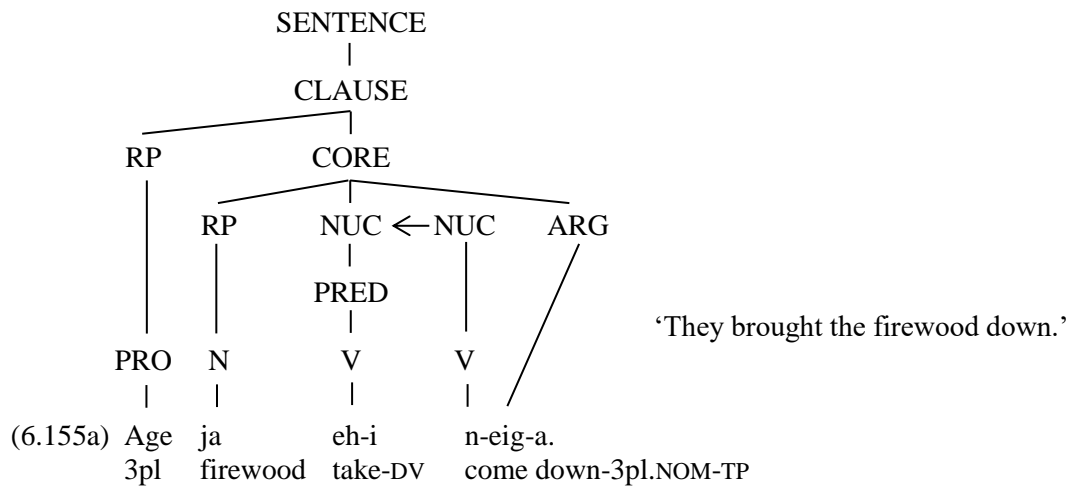 SENTENCE
CLAUSE
RP CORE
RP NUC NUC ARG
PRED
‘They brought the firewood down.’
PRO N V V
(6.155a) Age ja eh-i n-eig-a.
3pl firewood take-DV come down-3pl.NOM-TP